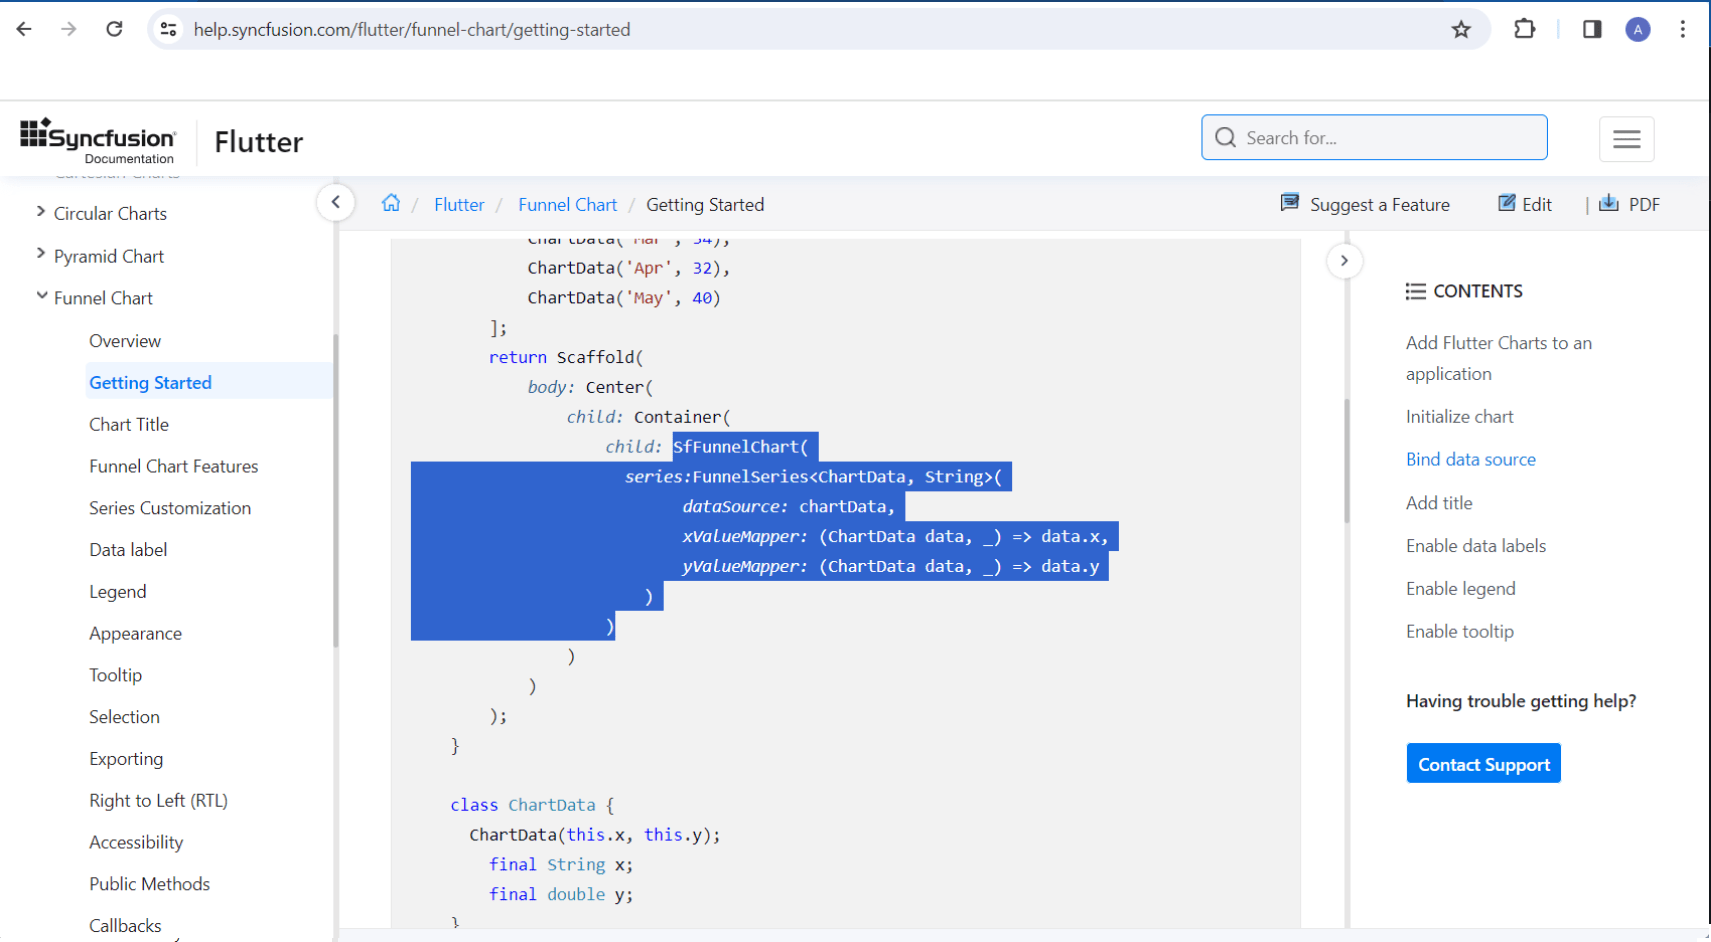 help.syncfusion.com/flutter/funnel-chart/getting-started
A
Syncfusion
Documentation
Flutter
Search for...
Cartesian Charts
Circular Charts
Pyramid Chart
Funnel Chart
Overview
Getting Started
Chart Title
Funnel Chart Features
Series Customization
Data label
Legend
Appearance
Tooltip
Selection
Exporting
Right to Left (RTL)
Accessibility
Public Methods
Callbacks
/ Flutter / Funnel Chart / Getting Started
Suggest a Feature
Edit
| PDF
ChartData('Mar', 34),
ChartData('Apr', 32),
ChartData('May', 40)
];
return Scaffold(
body: Center(
child: Container(
child: SfFunnelChart(
series:FunnelSeries<ChartData, String>(
dataSource: chartData,
xValueMapper: (ChartData data, _) => data.x,
yValueMapper: (ChartData data, _) => data.y
)
)
)
)
);
}
class ChartData {
ChartData(this.x, this.y);
final String x;
final double y;
}
CONTENTS
Add Flutter Charts to an
application
Initialize chart
Bind data source
Add title
Enable data labels
Enable legend
Enable tooltip
Having trouble getting help?
Contact Support